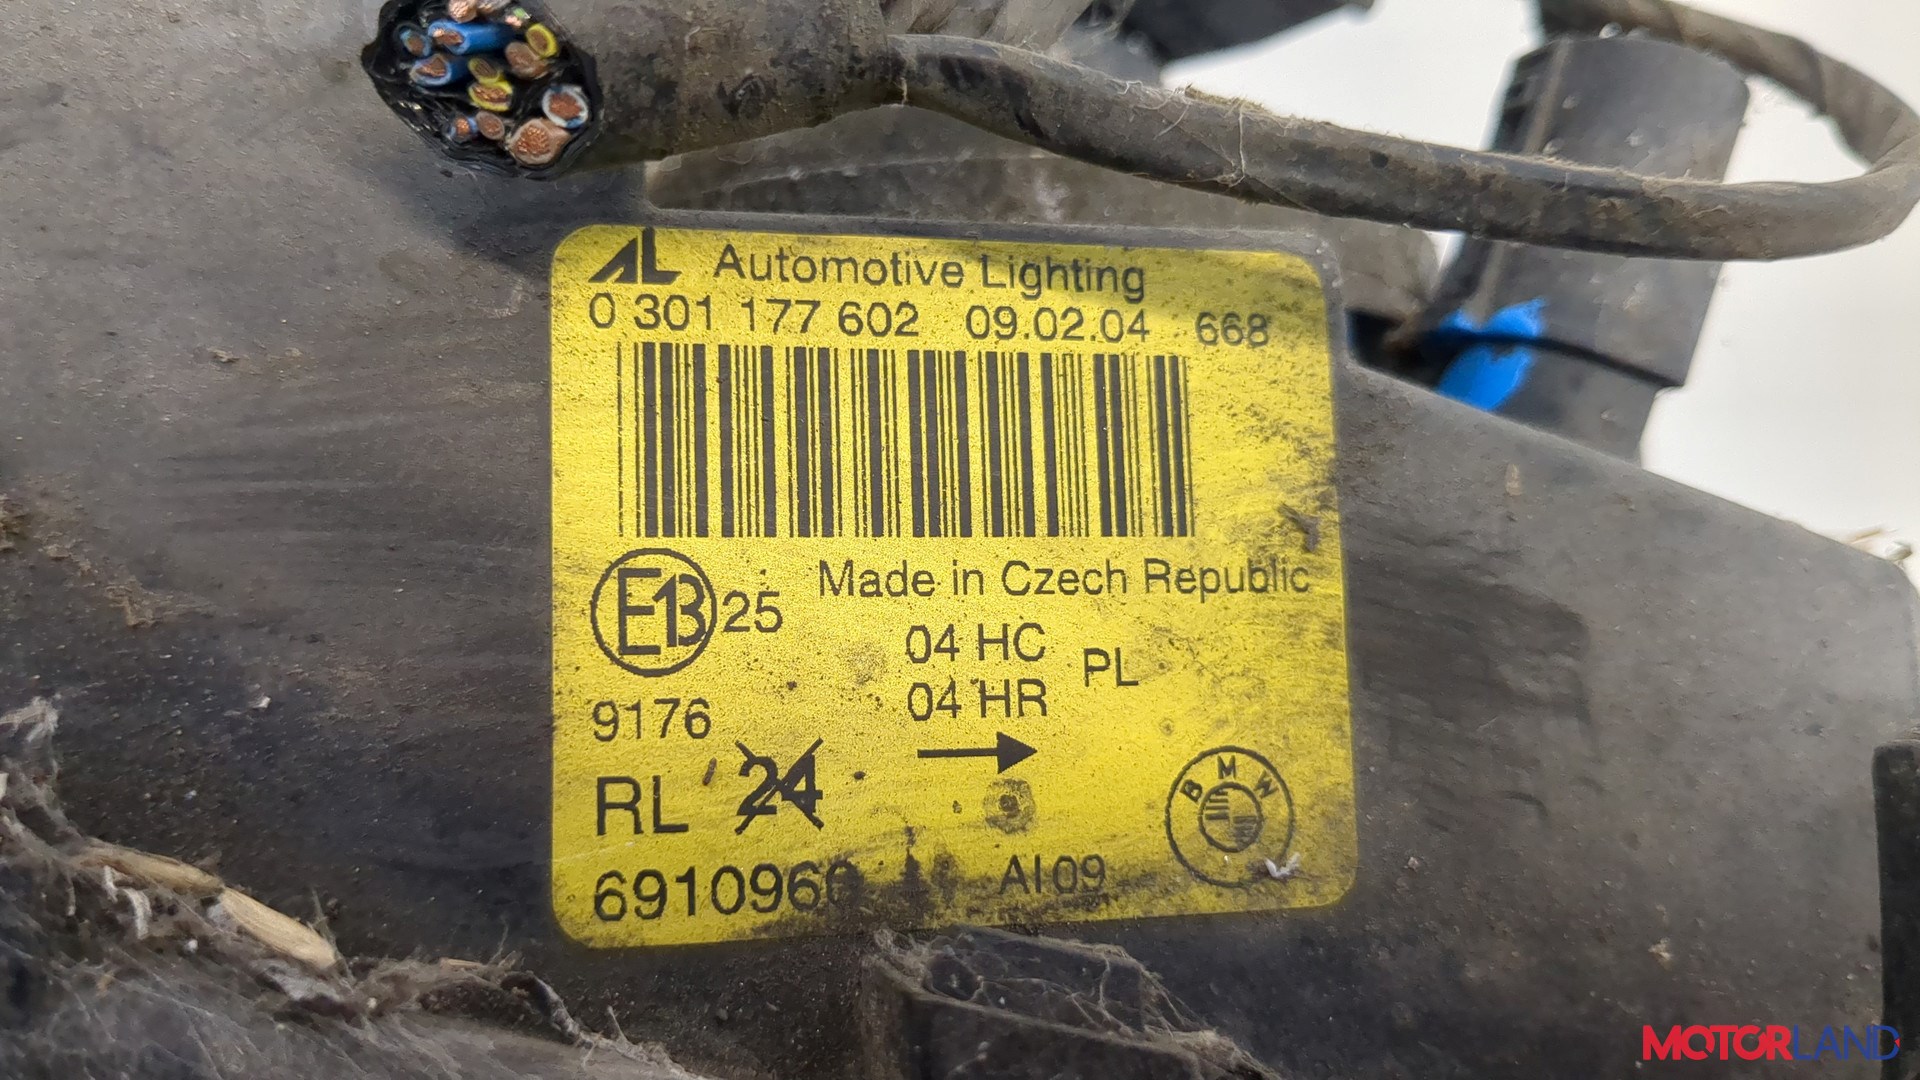 AL Automotive Lighting
0 301 177 602 09.02.04 668
E13 25 Made in Czech Republic
04 HC
04 HR PL
9176
RL 24
6910960 AI09
BMW
MOTORLAND